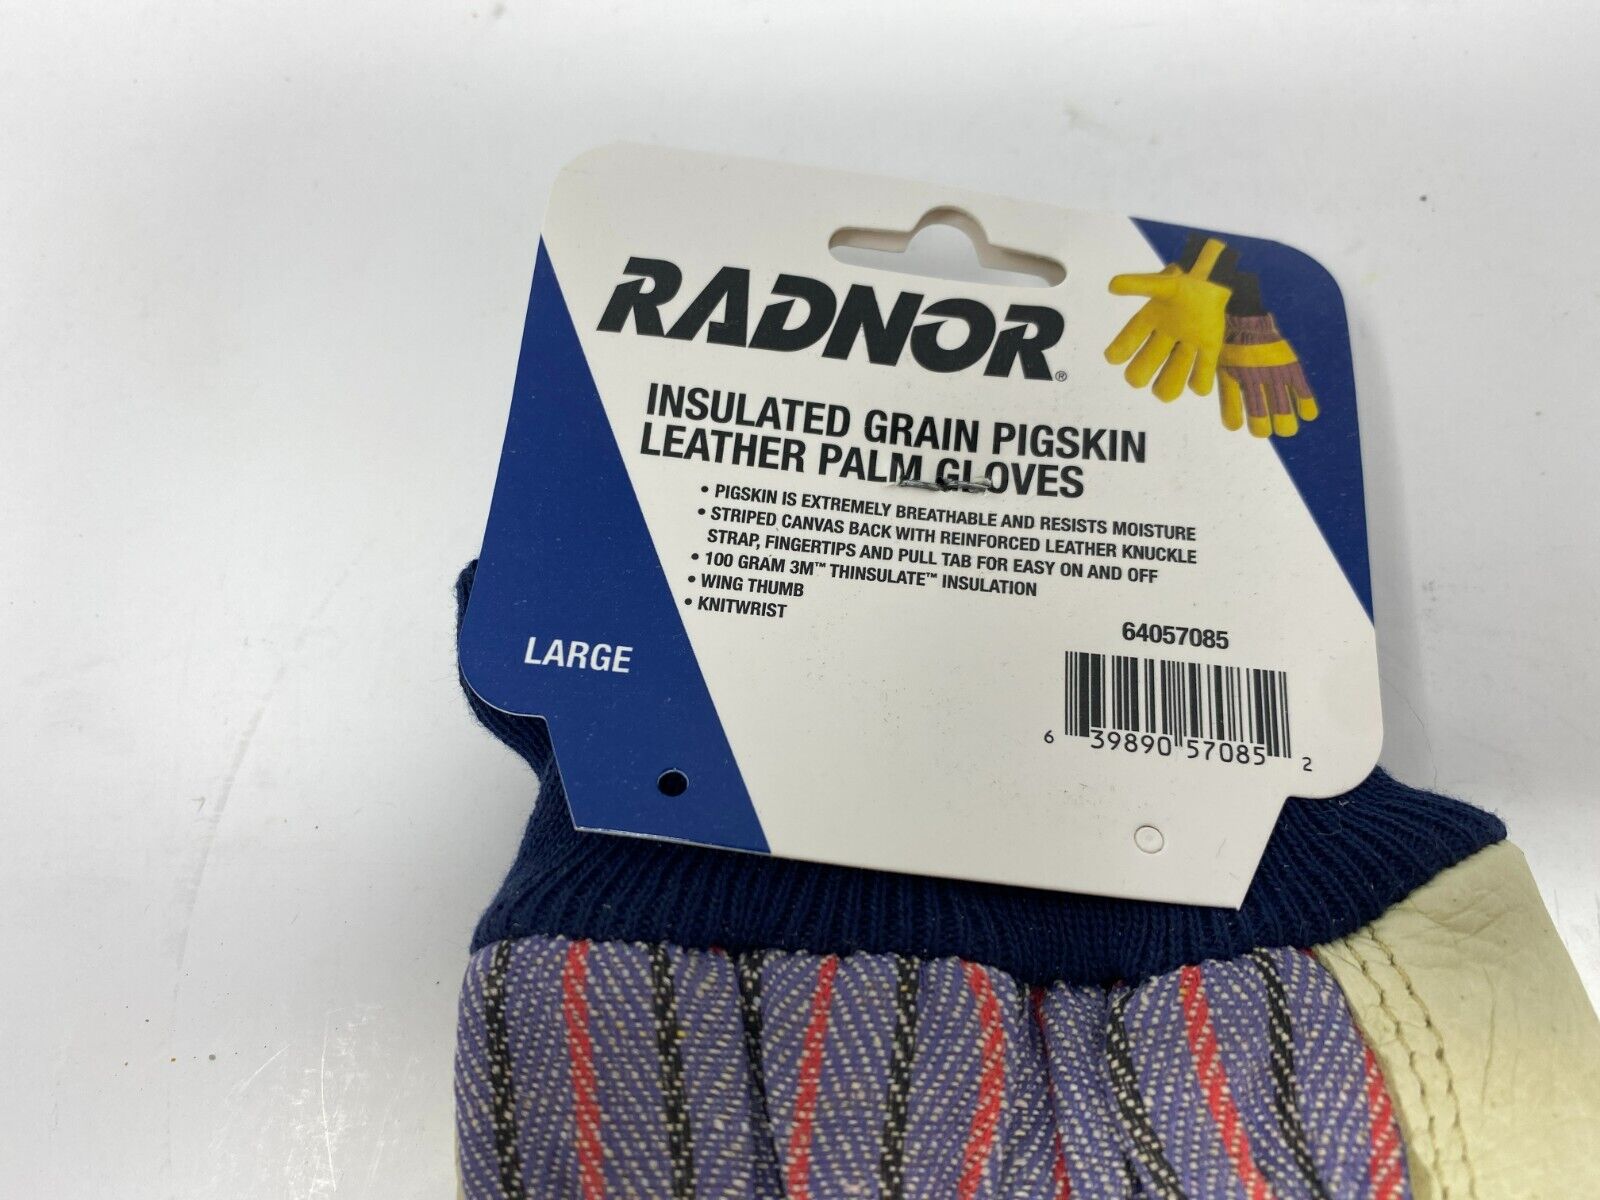 RADNOR®
INSULATED GRAIN PIGSKIN
LEATHER PALM GLOVES
• PIGSKIN IS EXTREMELY BREATHABLE AND RESISTS MOISTURE
• STRIPED CANVAS BACK WITH REINFORCED LEATHER KNUCKLE
STRAP, FINGERTIPS AND PULL TAB FOR EASY ON AND OFF
• 100 GRAM 3M™ THINSULATE™ INSULATION
• WING THUMB
• KNITWRIST
LARGE
64057085
6 39890 57085 2